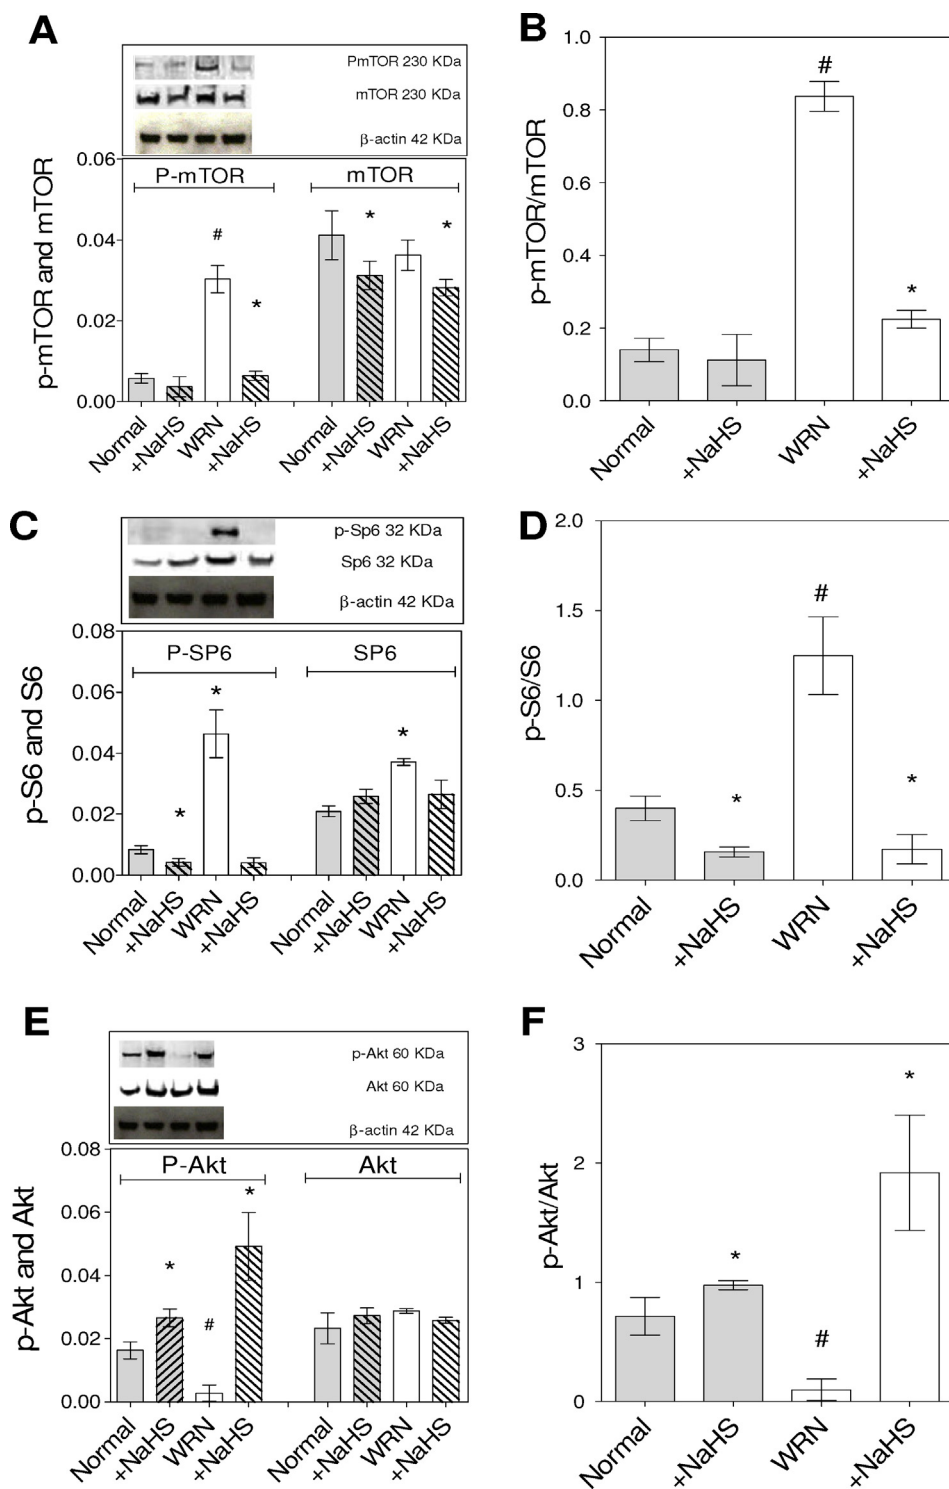 A
PmTOR 230 KDa
mTOR 230 KDa
β-actin 42 KDa
p-mTOR and mTOR
0.06
0.04
0.02
0.00
P-mTOR
mTOR
#
*
*
*
Normal
+NaHS
WRN
+NaHS
Normal
+NaHS
WRN
+NaHS
B
p-mTOR/mTOR
1.0
0.8
0.6
0.4
0.2
0.0
#
*
Normal
+NaHS
WRN
+NaHS
C
p-Sp6 32 KDa
Sp6 32 KDa
β-actin 42 KDa
p-S6 and S6
0.08
0.06
0.04
0.02
0.00
P-SP6
SP6
*
*
*
Normal
+NaHS
WRN
+NaHS
Normal
+NaHS
WRN
+NaHS
D
p-S6/S6
2.0
1.5
1.0
0.5
0.0
*
#
*
Normal
+NaHS
WRN
+NaHS
E
p-Akt 60 KDa
Akt 60 KDa
β-actin 42 KDa
p-Akt and Akt
0.08
0.06
0.04
0.02
0.00
P-Akt
Akt
*
#
*
Normal
+NaHS
WRN
+NaHS
Normal
+NaHS
WRN
+NaHS
F
p-Akt/Akt
3
2
1
0
*
#
*
Normal
+NaHS
WRN
+NaHS